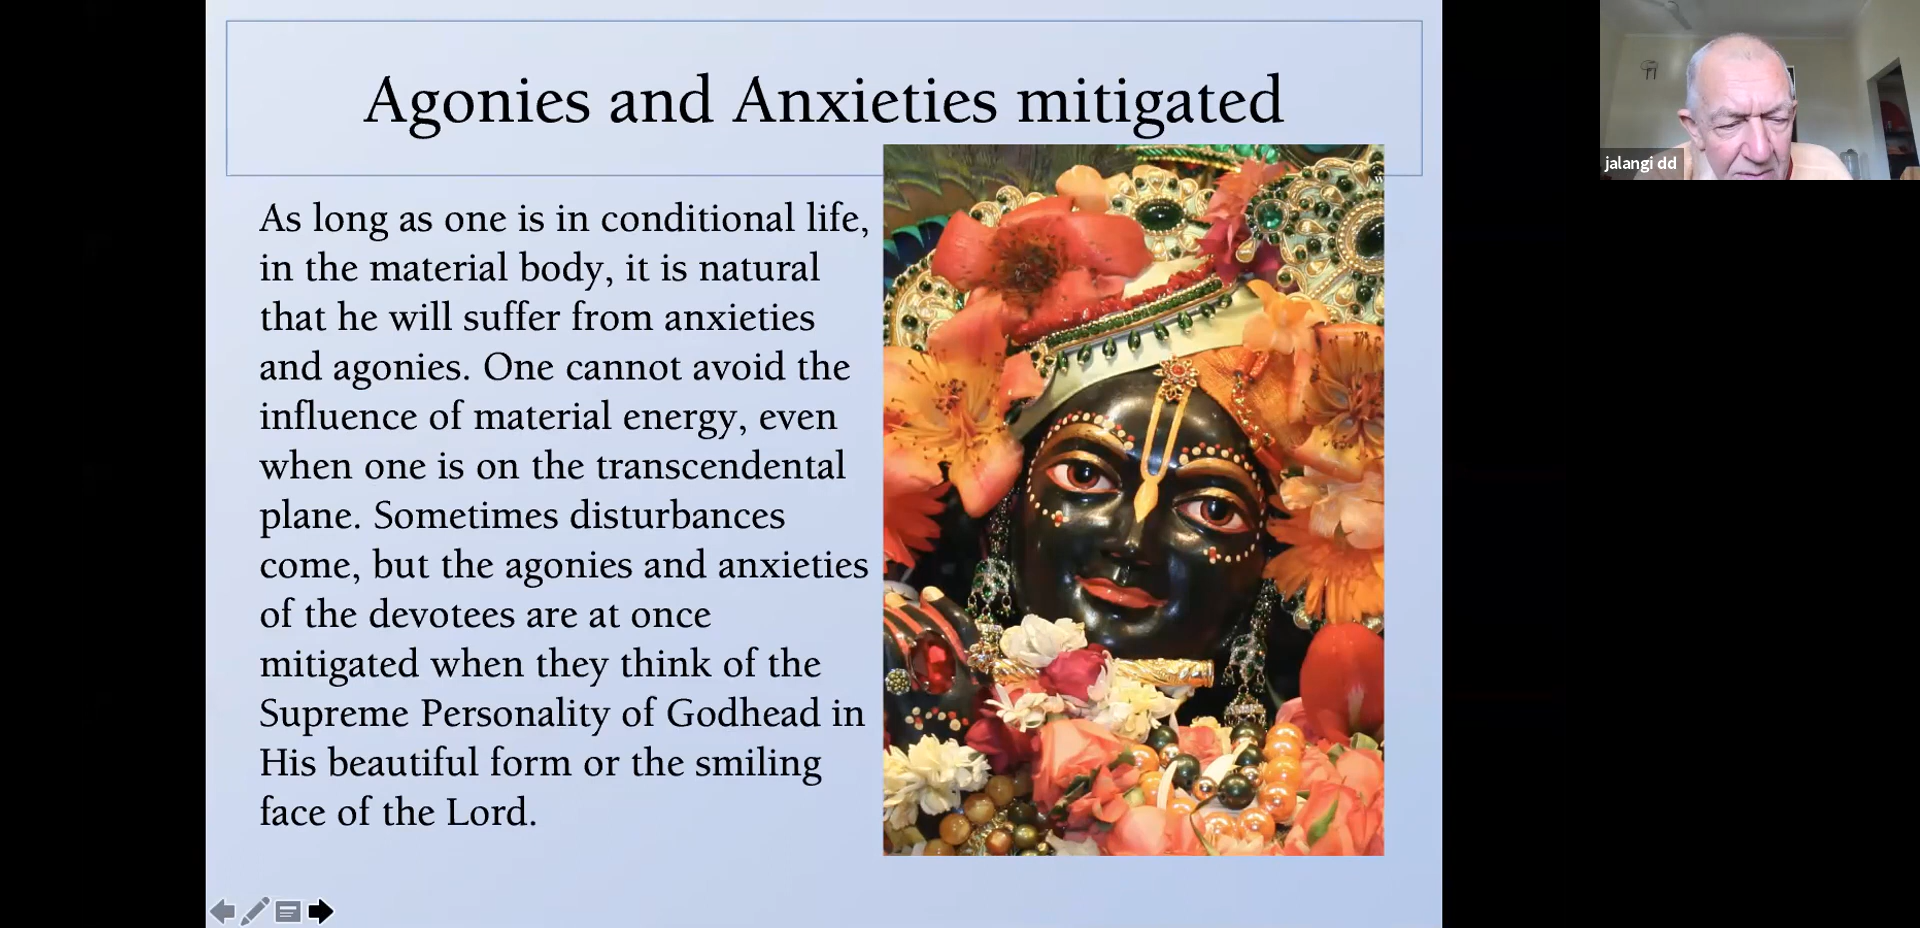 Agonies and Anxieties mitigated
As long as one is in conditional life,
in the material body, it is natural
that he will suffer from anxieties
and agonies. One cannot avoid the
influence of material energy, even
when one is on the transcendental
plane. Sometimes disturbances
come, but the agonies and anxieties
of the devotees are at once
mitigated when they think of the
Supreme Personality of Godhead in
His beautiful form or the smiling
face of the Lord.
jalangi dd